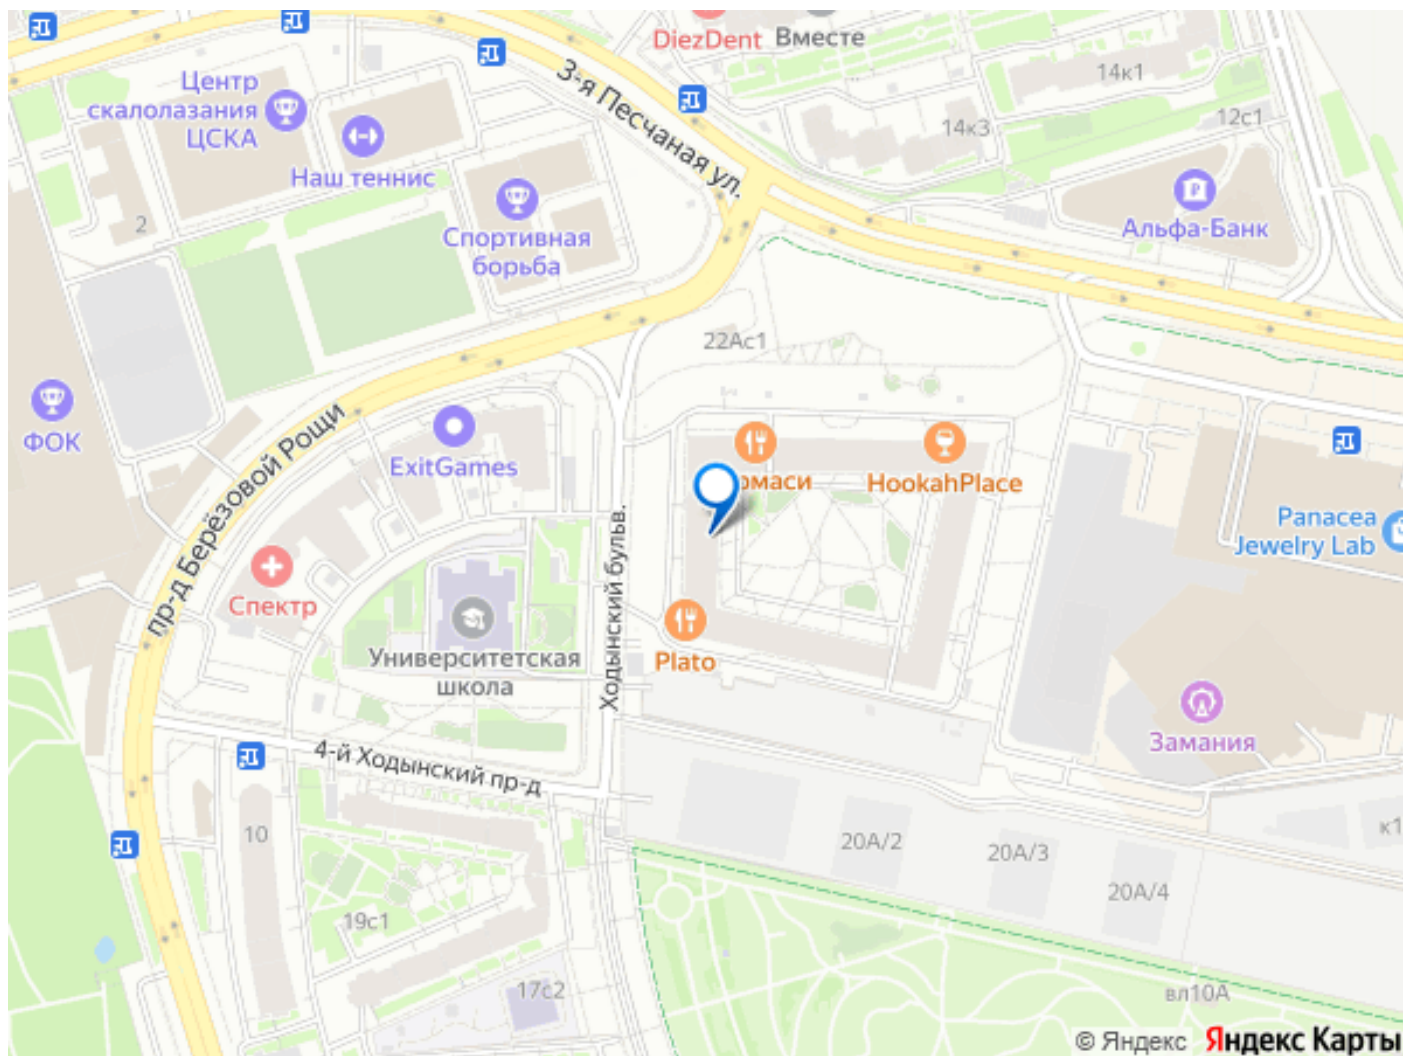 DiezDent
Вместе
14к1
Центр
скалолазания
ЦСКА
3-я Песчаная ул.
14к3
12с1
Наш теннис
2
Спортивная
борьба
Альфа-Банк
22Ас1
ФОК
пр-д Берёзовой Рощи
ExitGames
HookahPlace
Ходынский бульв.
Panacea
Jewelry Lab
Спектр
Университетская
школа
Plato
Замания
4-й Ходынский пр-д
10
20А/2
20А/3
20А/4
к1
19с1
17с2
вл10А
© Яндекс Яндекс Карты